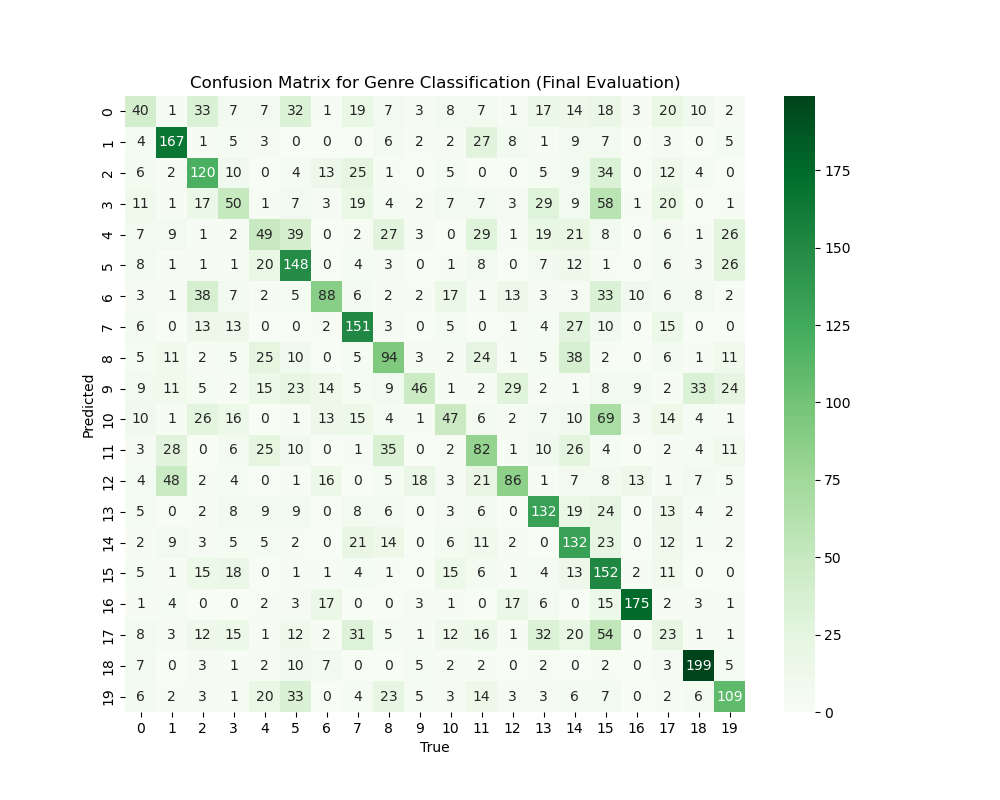 Confusion Matrix for Genre Classification (Final Evaluation)
0 40 1 33 7 7 32 1 19 7 3 8 7 1 17 14 18 3 20 10 2
1 4 167 1 5 3 0 0 0 6 2 2 27 8 1 9 7 0 3 0 5
2 6 2 120 10 0 4 13 25 1 0 5 0 0 5 9 34 0 12 4 0
3 11 1 17 50 1 7 3 19 4 2 7 7 3 29 9 58 1 20 0 1
4 7 9 1 2 49 39 0 2 27 3 0 29 1 19 21 8 0 6 1 26
5 8 1 1 1 20 148 0 4 3 0 1 8 0 7 12 1 0 6 3 26
6 3 1 38 7 2 5 88 6 2 2 17 1 13 3 3 33 10 6 8 2
7 6 0 13 13 0 0 2 151 3 0 5 0 1 4 27 10 0 15 0 0
8 5 11 2 5 25 10 0 5 94 3 2 24 1 5 38 2 0 6 1 11
9 9 11 5 2 15 23 14 5 9 46 1 2 29 2 1 8 9 2 33 24
10 10 1 26 16 0 1 13 15 4 1 47 6 2 7 10 69 3 14 4 1
11 3 28 0 6 25 10 0 1 35 0 2 82 1 10 26 4 0 2 4 11
12 4 48 2 4 0 1 16 0 5 18 3 21 86 1 7 8 13 1 7 5
13 5 0 2 8 9 9 0 8 6 0 3 6 0 132 19 24 0 13 4 2
14 2 9 3 5 5 2 0 21 14 0 6 11 2 0 132 23 0 12 1 2
15 5 1 15 18 0 1 1 4 1 0 15 6 1 4 13 152 2 11 0 0
16 1 4 0 0 2 3 17 0 0 3 1 0 17 6 0 15 175 2 3 1
17 8 3 12 15 1 12 2 31 5 1 12 16 1 32 20 54 0 23 1 1
18 7 0 3 1 2 10 7 0 0 5 2 2 0 2 0 2 0 3 199 5
19 6 2 3 1 20 33 0 4 23 5 3 14 3 3 6 7 0 2 6 109
0 1 2 3 4 5 6 7 8 9 10 11 12 13 14 15 16 17 18 19
True
Predicted
175
150
125
100
75
50
25
0